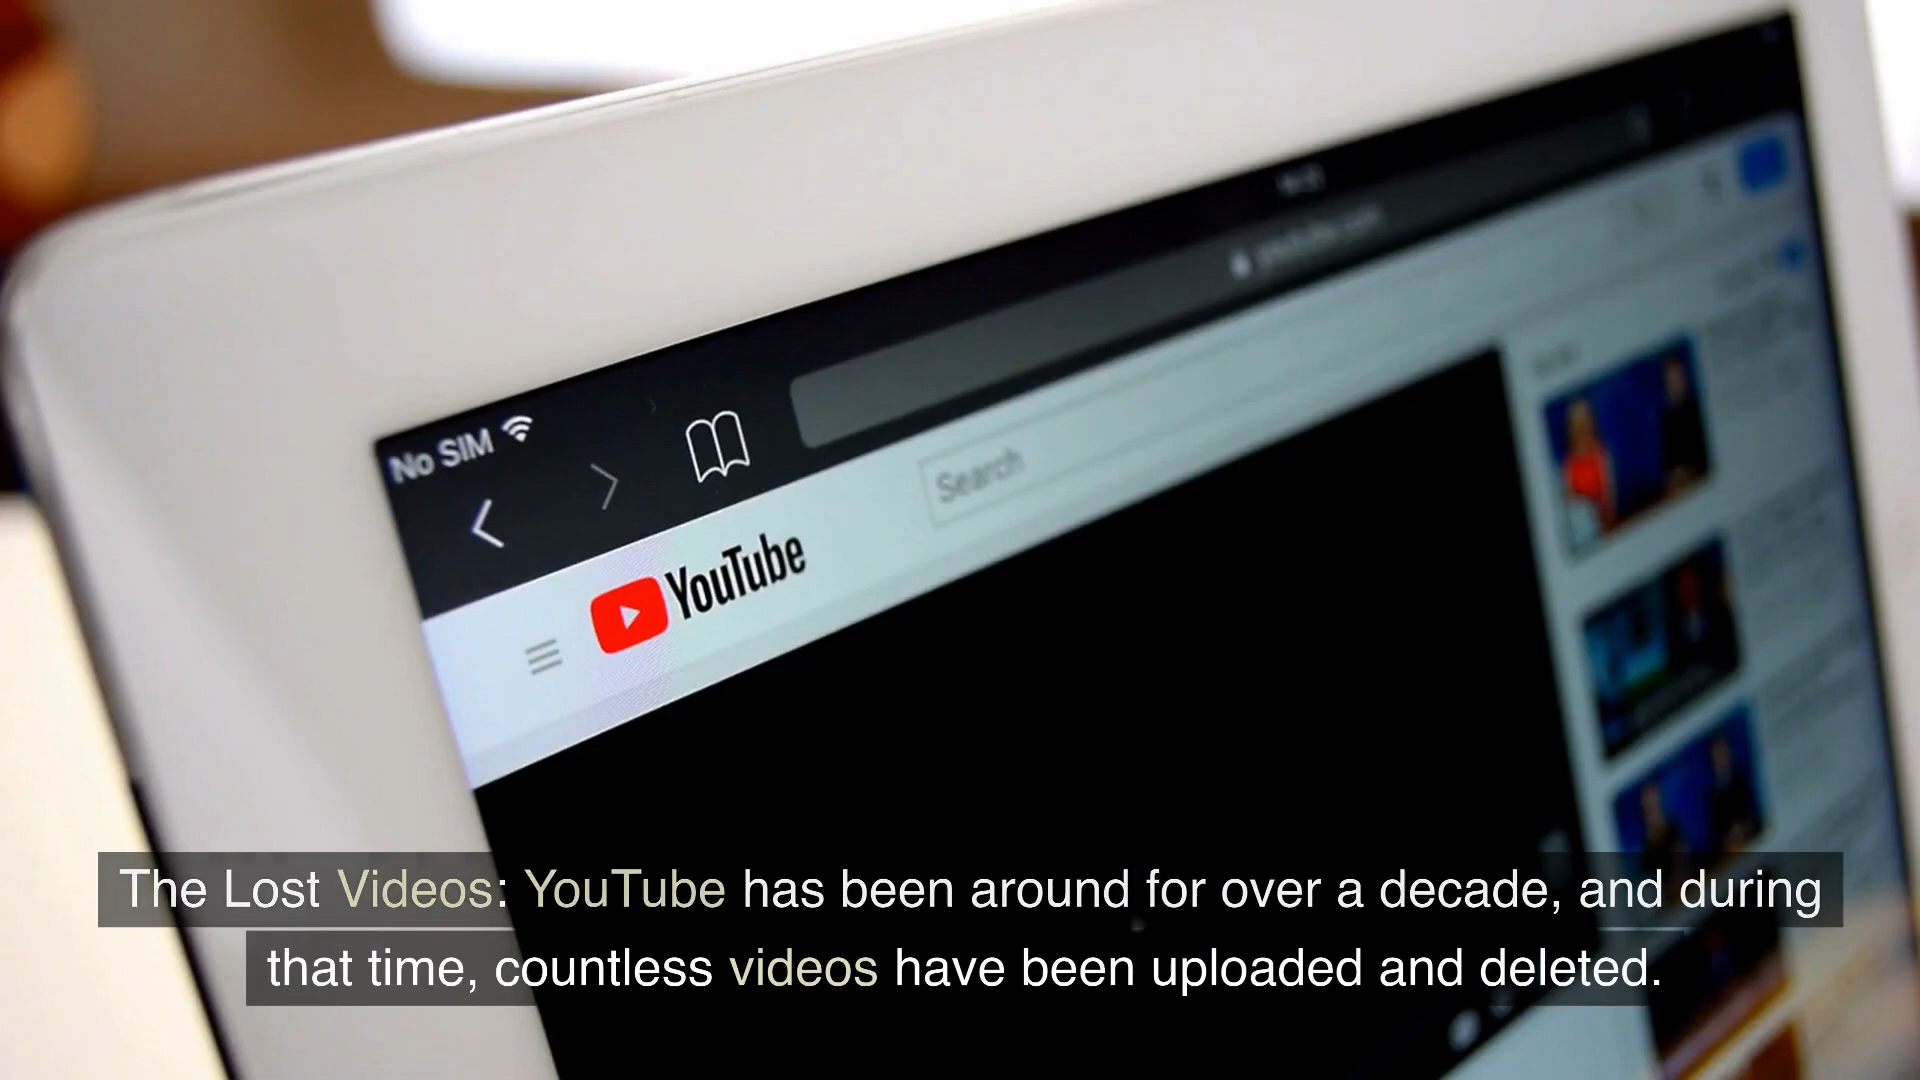 No SIM
Search
YouTube
The Lost Videos: YouTube has been around for over a decade, and during
that time, countless videos have been uploaded and deleted.